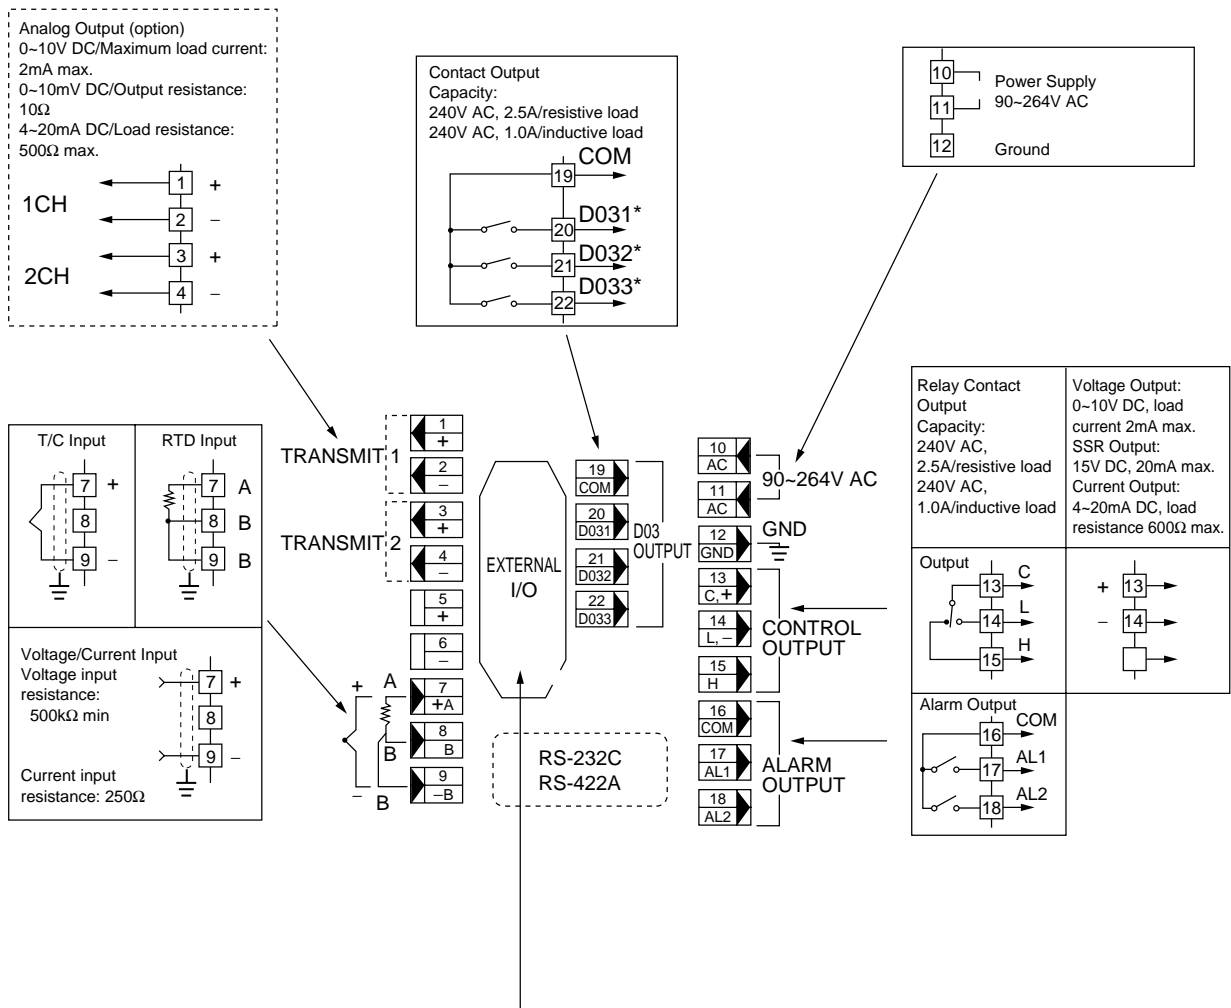 Analog Output (option)
0~10V DC/Maximum load current:
2mA max.
0~10mV DC/Output resistance:
10Ω
4~20mA DC/Load resistance:
500Ω max.
1CH
1 +
2 −
2CH
3 +
4 −
Contact Output
Capacity:
240V AC, 2.5A/resistive load
240V AC, 1.0A/inductive load
19 COM
20 D031*
21 D032*
22 D033*
10
11
12
Power Supply
90~264V AC
Ground
T/C Input
7 +
8
9 −
RTD Input
7 A
8 B
9 B
Voltage/Current Input
Voltage input
resistance:
500kΩ min
Current input
resistance: 250Ω
7 +
8
9 −
TRANSMIT 1
TRANSMIT 2
1
+
2
−
3
+
4
−
5
+
6
−
7
+A
8
B
9
−B
+ A
B
− B
EXTERNAL
I/O
RS-232C
RS-422A
19
COM
20
D031
21
D032
22
D033
D03
OUTPUT
10
AC
11
AC
12
GND
13
C,+
14
L,−
15
H
16
COM
17
AL1
18
AL2
90~264V AC
GND
CONTROL
OUTPUT
ALARM
OUTPUT
Relay Contact
Output
Capacity:
240V AC,
2.5A/resistive load
240V AC,
1.0A/inductive load
Voltage Output:
0~10V DC, load
current 2mA max.
SSR Output:
15V DC, 20mA max.
Current Output:
4~20mA DC, load
resistance 600Ω max.
Output
13 C
14 L
15 H
+ 13
− 14
Alarm Output
16 COM
17 AL1
18 AL2